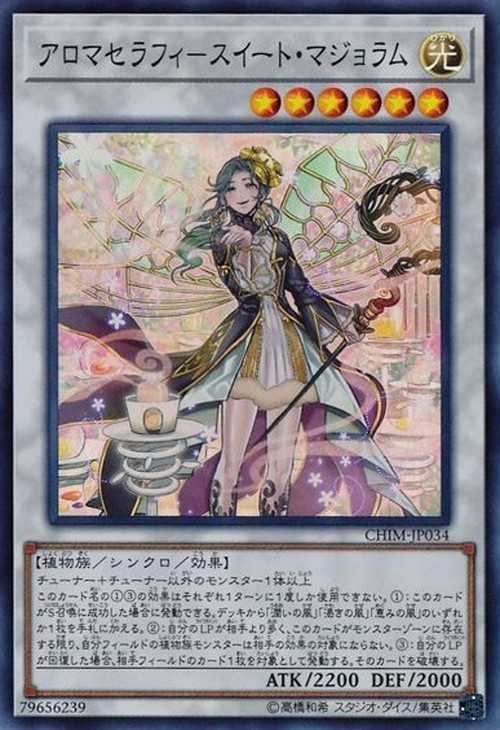 アロマセラフィースイート・マジョラム
光
CHIM-JP034
【植物族／シンクロ／効果】
チューナー＋チューナー以外のモンスター1体以上
このカード名の①③の効果はそれぞれ1ターンに1度しか使用できない。①：このカード
がS召喚に成功した場合に発動できる。デッキから「潤いの風」「渇きの風」「恵みの風」のいずれ
か1枚を手札に加える。②：自分のLPが相手より多く、このカードがモンスターゾーンに存在
する限り、自分フィールドの植物族モンスターは相手の効果の対象にならない。③：自分のLP
が回復した場合、相手フィールドのカード1枚を対象として発動する。そのカードを破壊する。
ATK/2200 DEF/2000
79656239
©高橋和希 スタジオ・ダイス/集英社